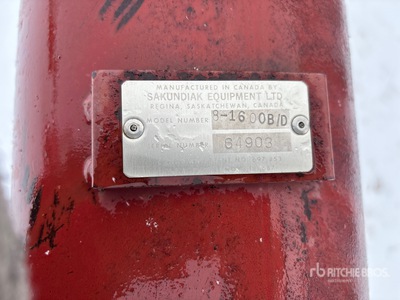 MANUFACTURED IN CANADA BY
SAKUNDIAK EQUIPMENT LTD.
REGINA, SASKATCHEWAN, CANADA
MODEL NUMBER 8-1600B/D
SERIAL NUMBER 64903
rb RITCHIE BROS